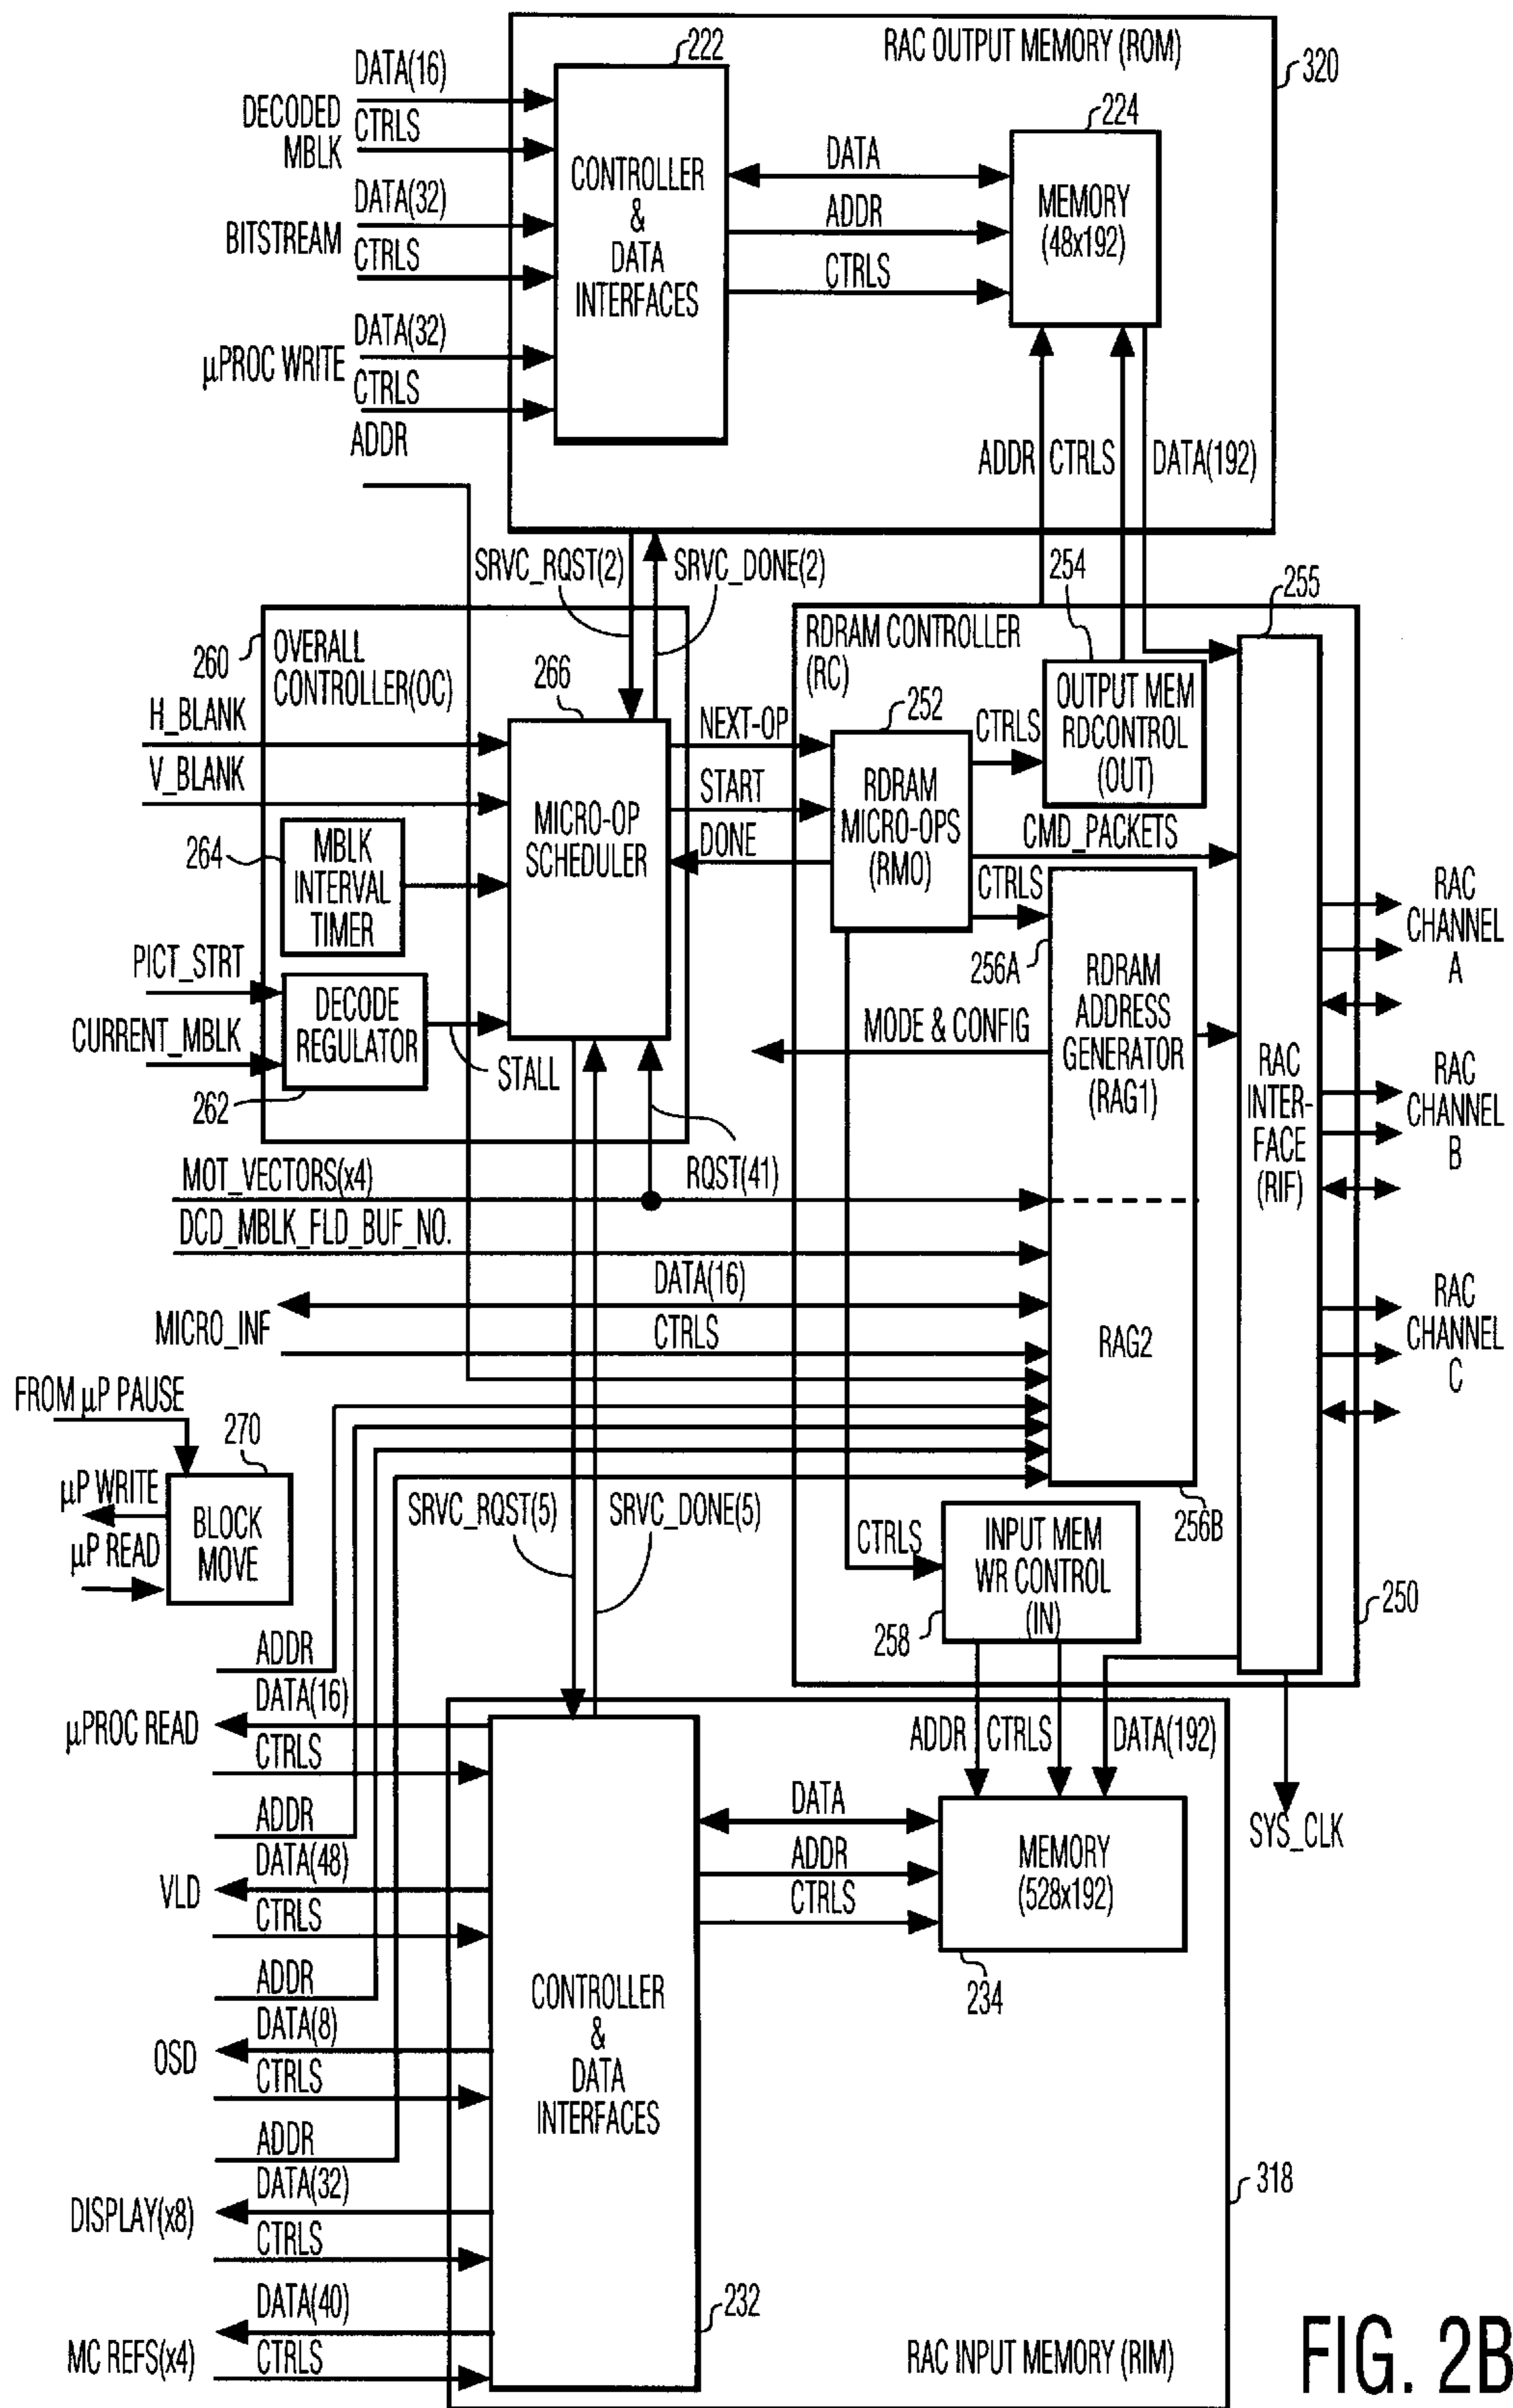 RAC OUTPUT MEMORY (ROM)
320
222
DATA(16)
DECODED
MBLK
CTRLS
BITSTREAM
DATA(32)
CTRLS
µPROC WRITE
DATA(32)
CTRLS
ADDR
CONTROLLER
&
DATA
INTERFACES
DATA
ADDR
CTRLS
224
MEMORY
(48x192)
ADDR
CTRLS
DATA(192)
SRVC_RQST(2)
SRVC_DONE(2)
260
OVERALL
CONTROLLER(OC)
H_BLANK
V_BLANK
266
MICRO-OP
SCHEDULER
264
MBLK
INTERVAL
TIMER
PICT_STRT
CURRENT_MBLK
DECODE
REGULATOR
262
STALL
RQST(41)
NEXT-OP
START
DONE
RDRAM CONTROLLER
(RC)
252
RDRAM
MICRO-OPS
(RMO)
CTRLS
254
OUTPUT MEM
RDCONTROL
(OUT)
255
CMD_PACKETS
CTRLS
256A
RDRAM
ADDRESS
GENERATOR
(RAG1)
MODE & CONFIG
RAC
INTER-
FACE
(RIF)
RAC
CHANNEL
A
RAC
CHANNEL
B
RAC
CHANNEL
C
MOT_VECTORS(x4)
DCD_MBLK_FLD_BUF_NO.
DATA(16)
MICRO_INF
CTRLS
RAG2
256B
FROM µP PAUSE
270
µP WRITE
µP READ
BLOCK
MOVE
SRVC_RQST(5)
SRVC_DONE(5)
CTRLS
INPUT MEM
WR CONTROL
(IN)
258
250
ADDR
CTRLS
DATA(192)
SYS_CLK
ADDR
DATA(16)
µPROC READ
CTRLS
ADDR
DATA(48)
VLD
CTRLS
ADDR
DATA(8)
OSD
CTRLS
ADDR
DATA(32)
DISPLAY(x8)
CTRLS
DATA(40)
MC REFS(x4)
CTRLS
CONTROLLER
&
DATA
INTERFACES
232
DATA
ADDR
CTRLS
MEMORY
(528x192)
234
318
RAC INPUT MEMORY (RIM)
FIG. 2B